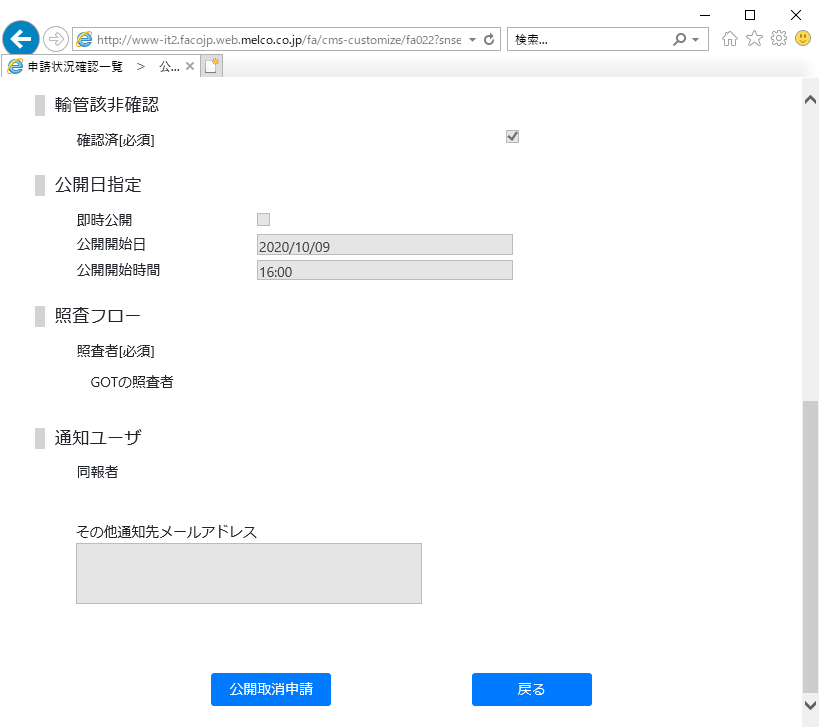 http://www-it2.facojp.web.melco.co.jp/fa/cms-customize/fa022?snse
検索...
申請状況確認一覧 > 公...
輸管該非確認
確認済[必須]
公開日指定
即時公開
公開開始日 2020/10/09
公開開始時間 16:00
照査フロー
照査者[必須]
GOTの照査者
通知ユーザ
同報者
その他通知先メールアドレス
公開取消申請 戻る